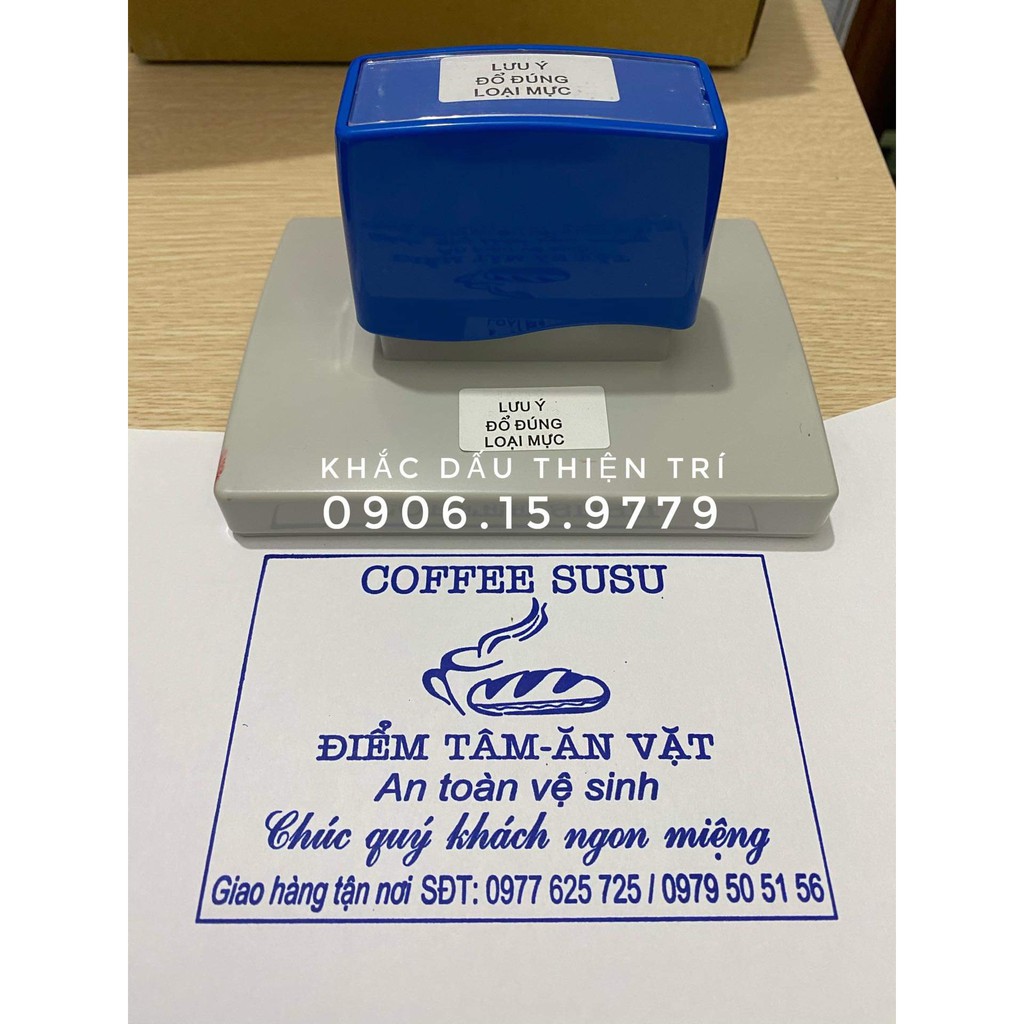 LƯU Ý
ĐỔ ĐÚNG
LOẠI MỰC
LƯU Ý
ĐỔ ĐÚNG
LOẠI MỰC
KHẮC DẤU THIỆN TRÍ
0906.15.9779
COFFEE SUSU
ĐIỂM TÂM-ĂN VẶT
An toàn vệ sinh
Chúc quý khách ngon miệng
Giao hàng tận nơi SĐT: 0977 625 725 / 0979 50 51 56